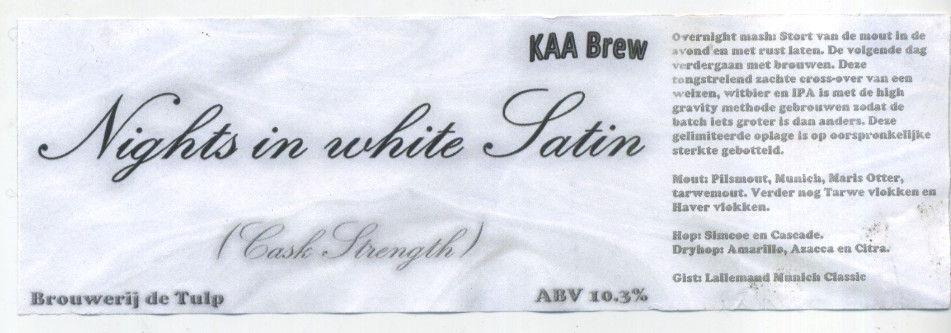 KAA Brew
Nights in white Satin
(Cask Strength)
Brouwerij de Tulp
ABV 10.3%
Overnight mash: Stort van de mout in de
avond en met rust laten. De volgende dag
verdergaan met brouwen. Deze
tongstrelend zachte cross-over van een
weizen, witbier en IPA is met de high
gravity methode gebrouwen zodat de
batch iets groter is dan anders. Deze
gelimiteerde oplage is op oorspronkelijke
sterkte gebotteld.
Mout: Pilsmout, Munich, Maris Otter,
tarwemout. Verder nog Tarwe vlokken en
Haver vlokken.
Hop: Simcoe en Cascade.
Dryhop: Amarillo, Azacca en Citra.
Gist: Lallemand Munich Classic